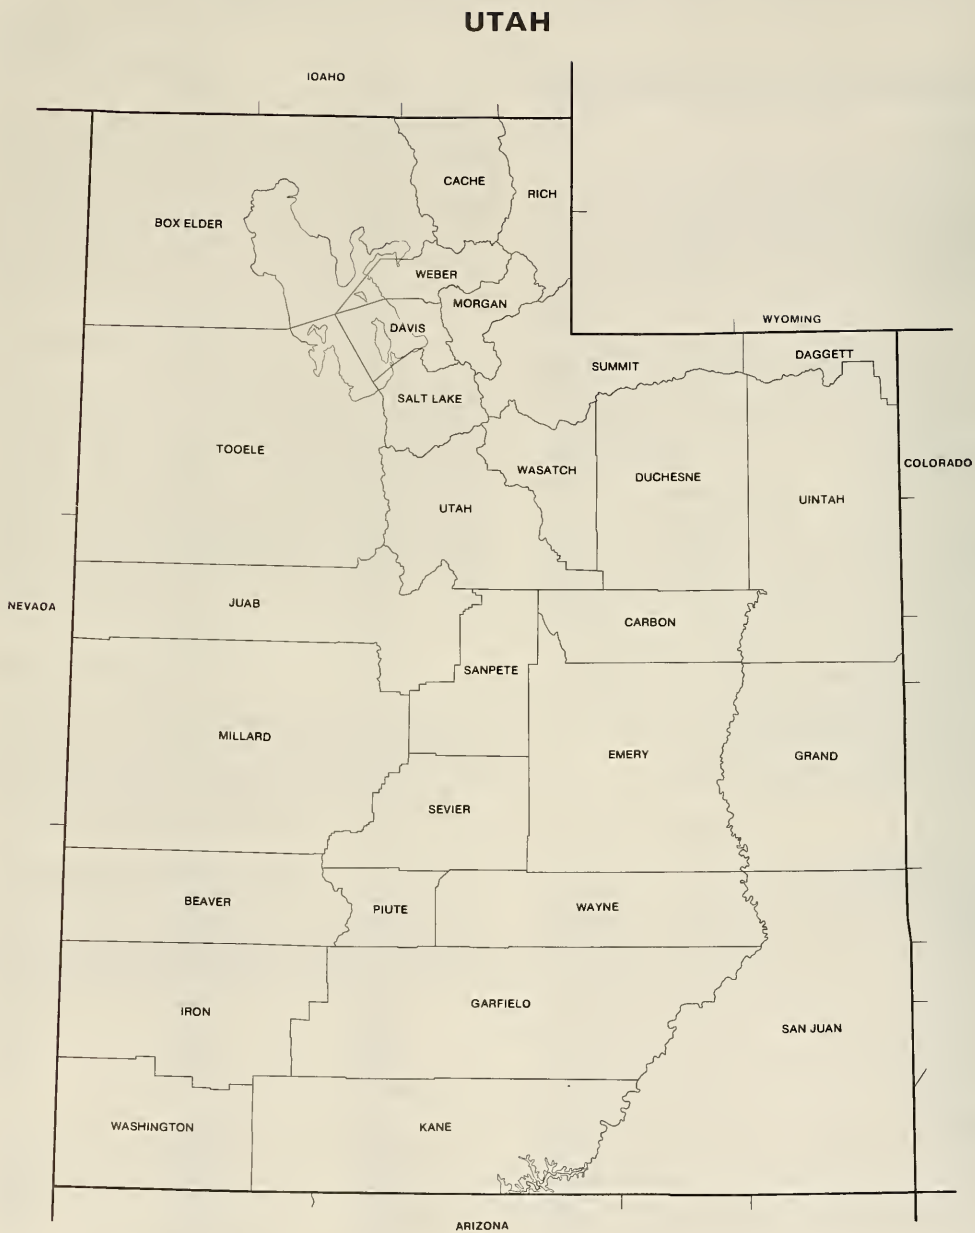 UTAH
IOAHO
CACHE
RICH
BOX ELDER
WEBER
MORGAN
WYOMING
DAVIS
DAGGETT
SUMMIT
SALT LAKE
TOOELE
COLORADO
WASATCH
DUCHESNE
UINTAH
UTAH
NEVAOA
JUAB
CARBON
SANPETE
MILLARD
EMERY
GRAND
SEVIER
BEAVER
PIUTE
WAYNE
GARFIELO
IRON
SAN JUAN
WASHINGTON
KANE
ARIZONA